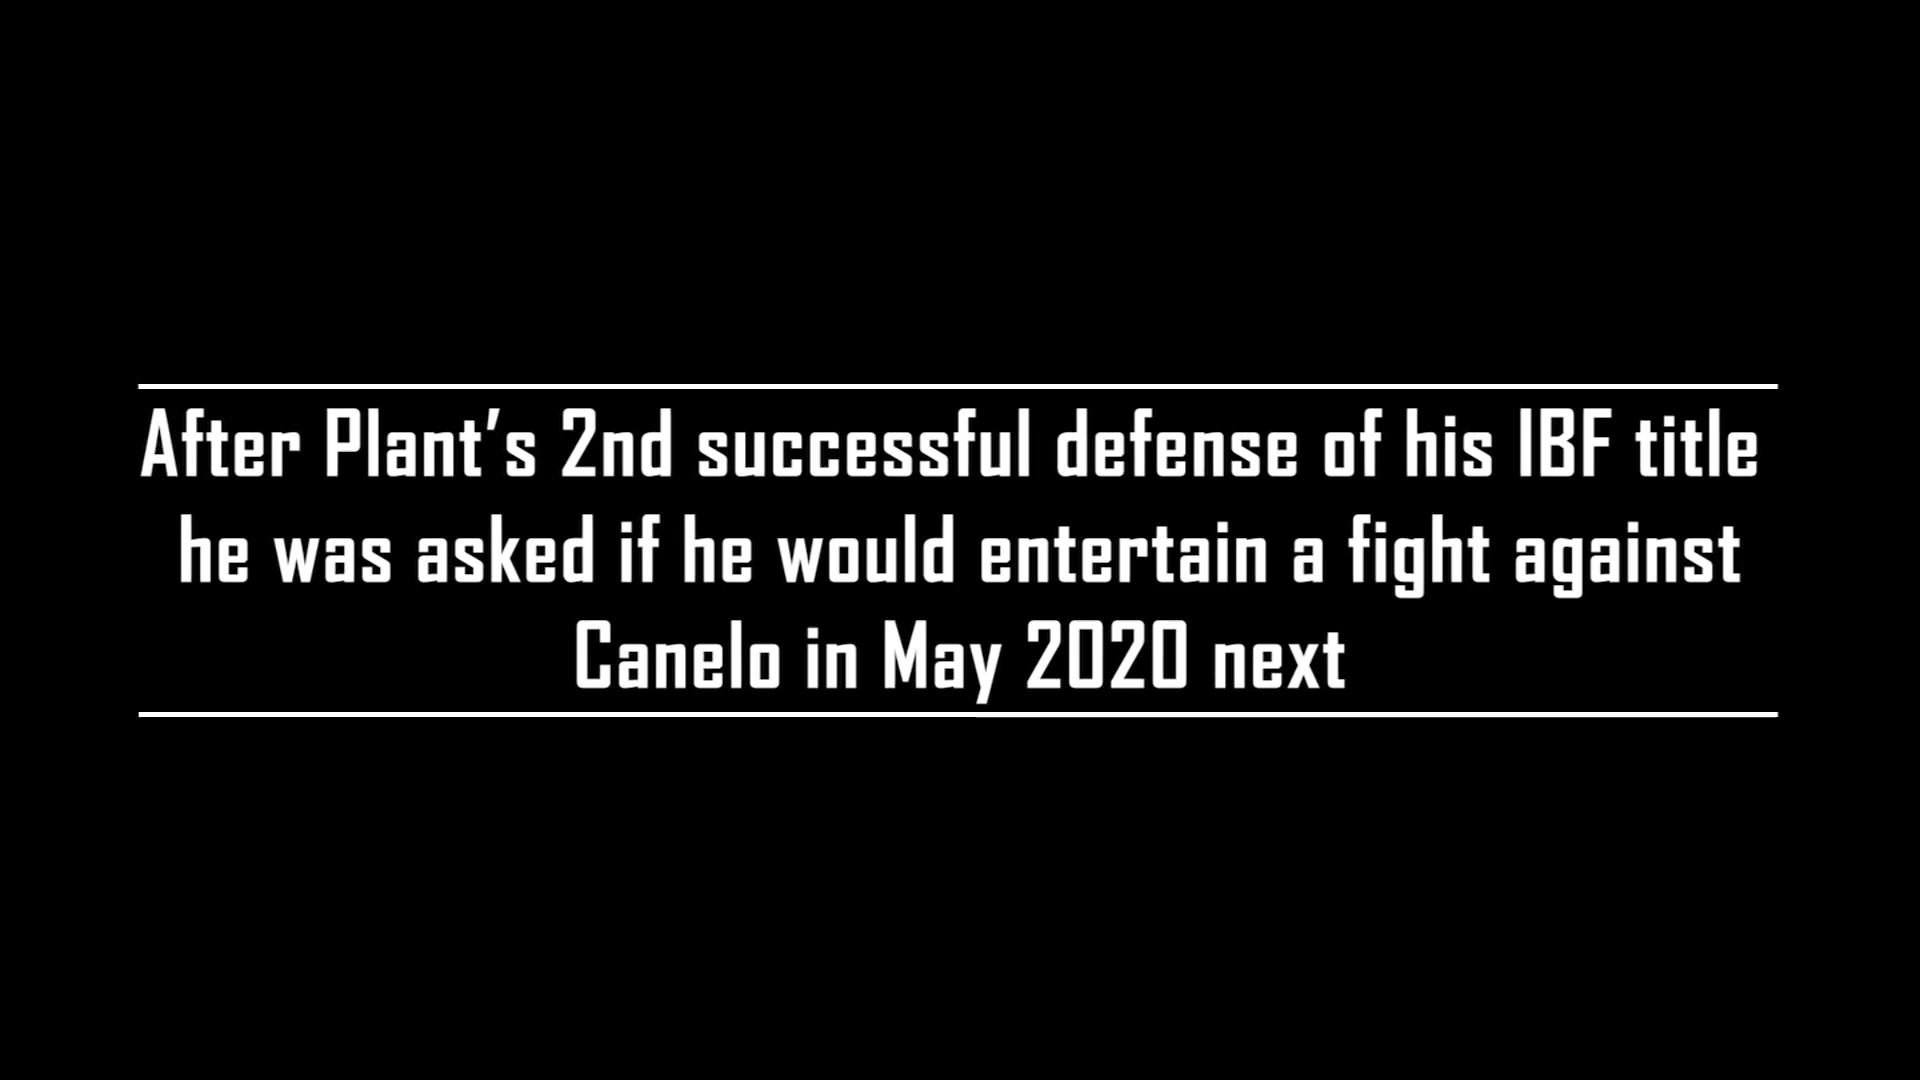 After Plant's 2nd successful defense of his IBF title
he was asked if he would entertain a fight against
Canelo in May 2020 next